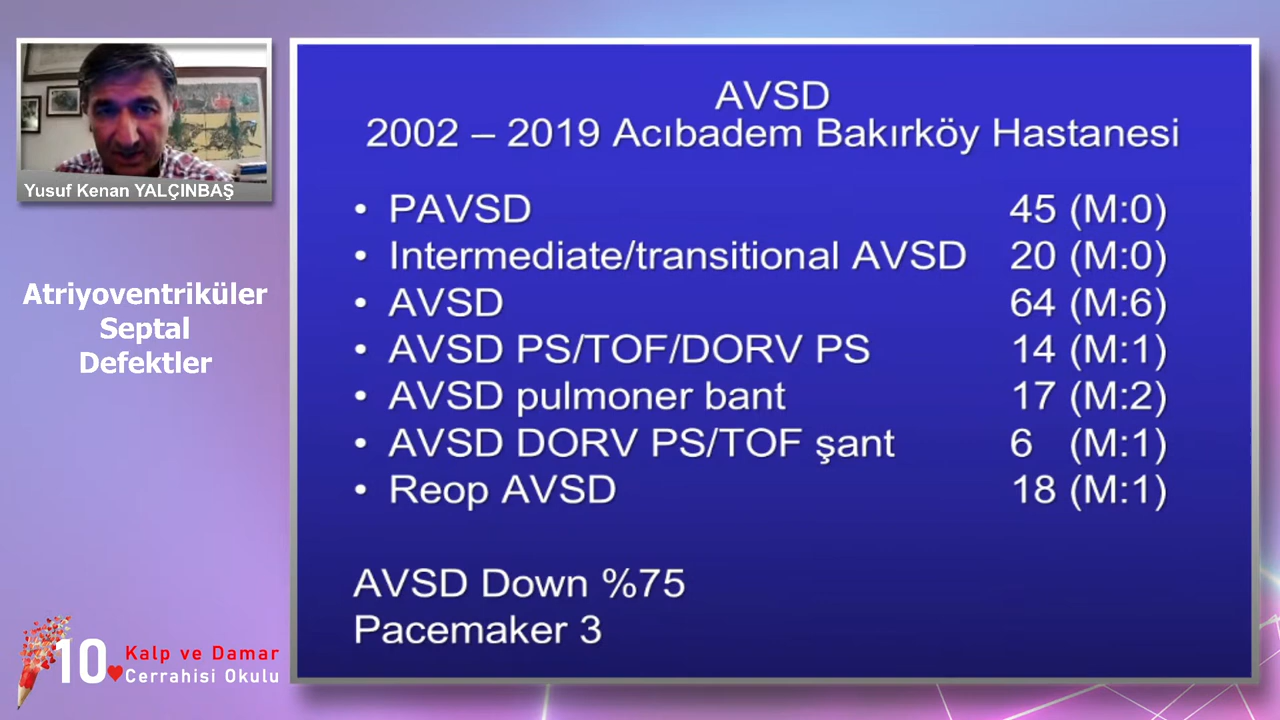 Yusuf Kenan YALÇINBAŞ
Atriyoventriküler
Septal
Defektler
10
Kalp ve Damar
Cerrahisi Okulu
AVSD
2002 – 2019 Acıbadem Bakırköy Hastanesi
• PAVSD 45 (M:0)
• Intermediate/transitional AVSD 20 (M:0)
• AVSD 64 (M:6)
• AVSD PS/TOF/DORV PS 14 (M:1)
• AVSD pulmoner bant 17 (M:2)
• AVSD DORV PS/TOF şant 6 (M:1)
• Reop AVSD 18 (M:1)
AVSD Down %75
Pacemaker 3